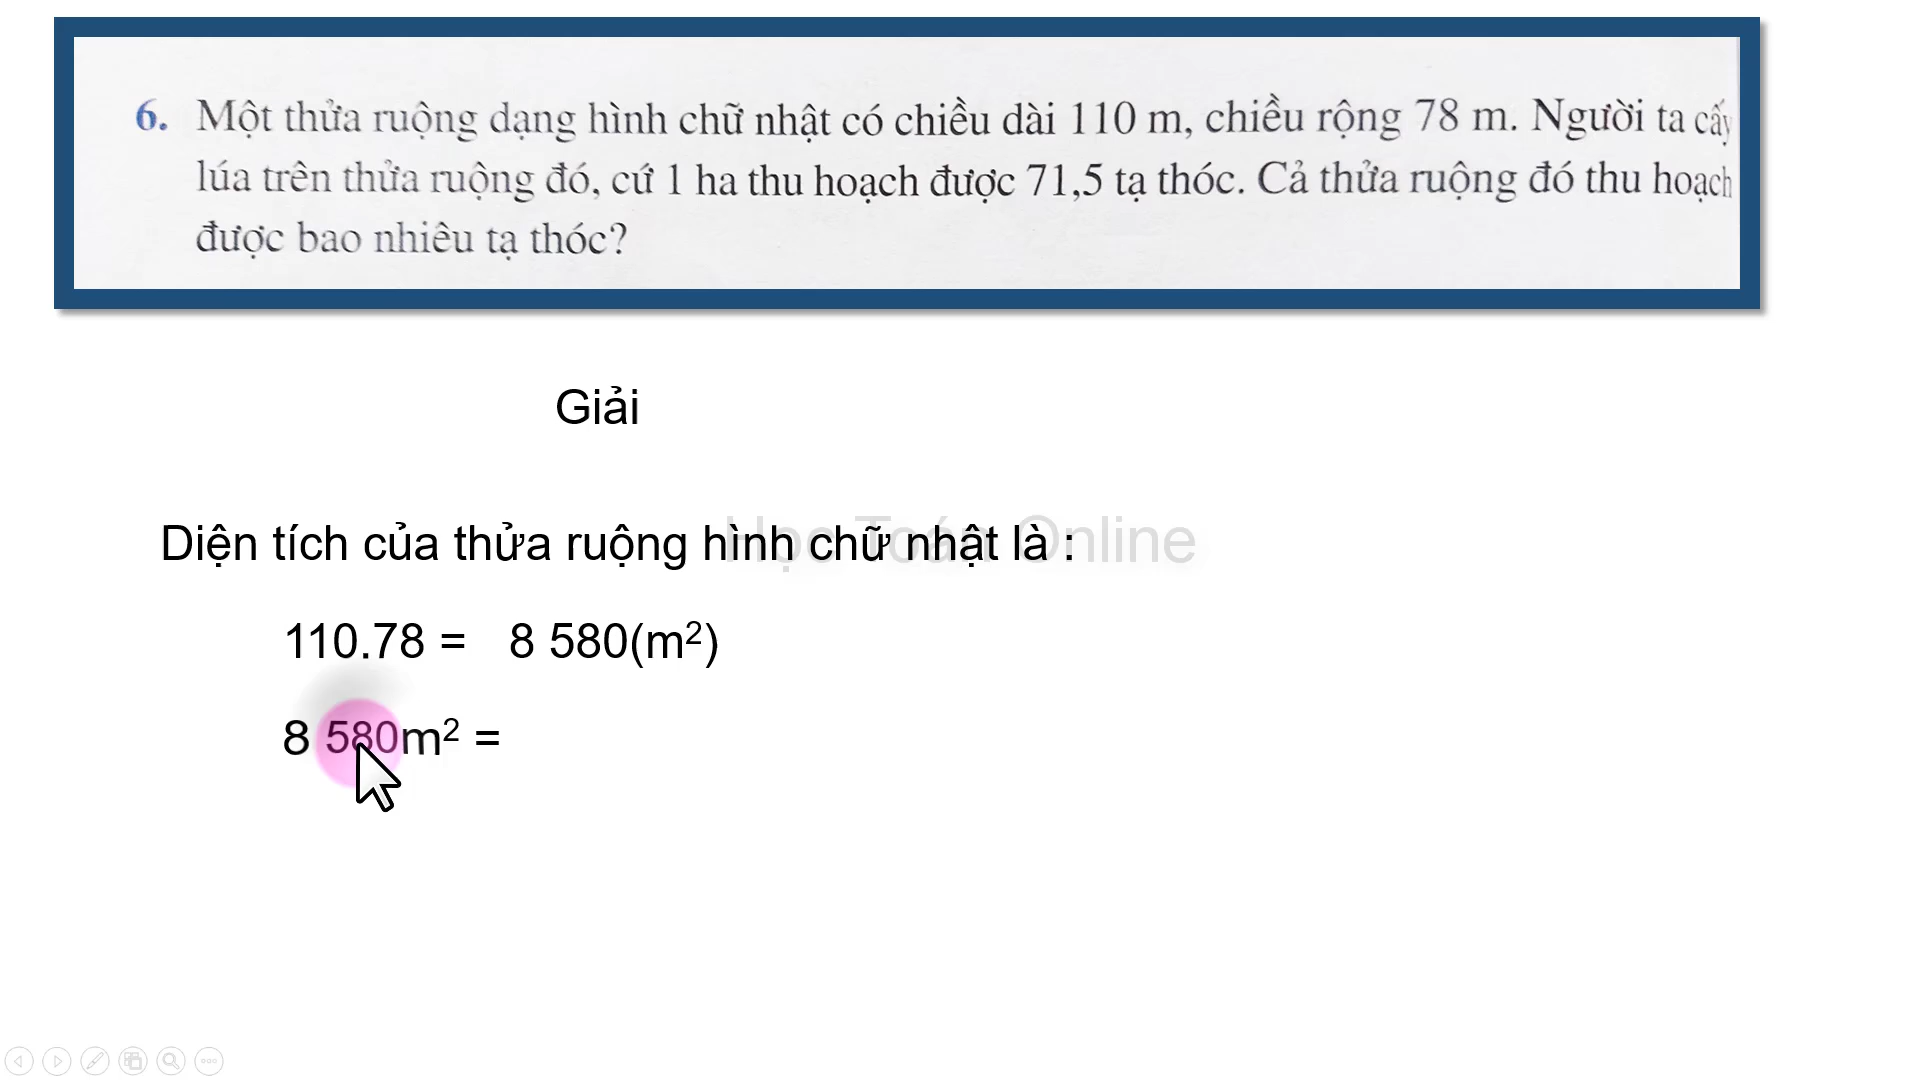 6. Một thửa ruộng dạng hình chữ nhật có chiều dài 110 m, chiều rộng 78 m. Người ta cấy
lúa trên thửa ruộng đó, cứ 1 ha thu hoạch được 71,5 tạ thóc. Cả thửa ruộng đó thu hoạch
được bao nhiêu tạ thóc?
Giải
Học Toán Online
Diện tích của thửa ruộng hình chữ nhật là :
110.78 = 8 580(m²)
8 580m² =